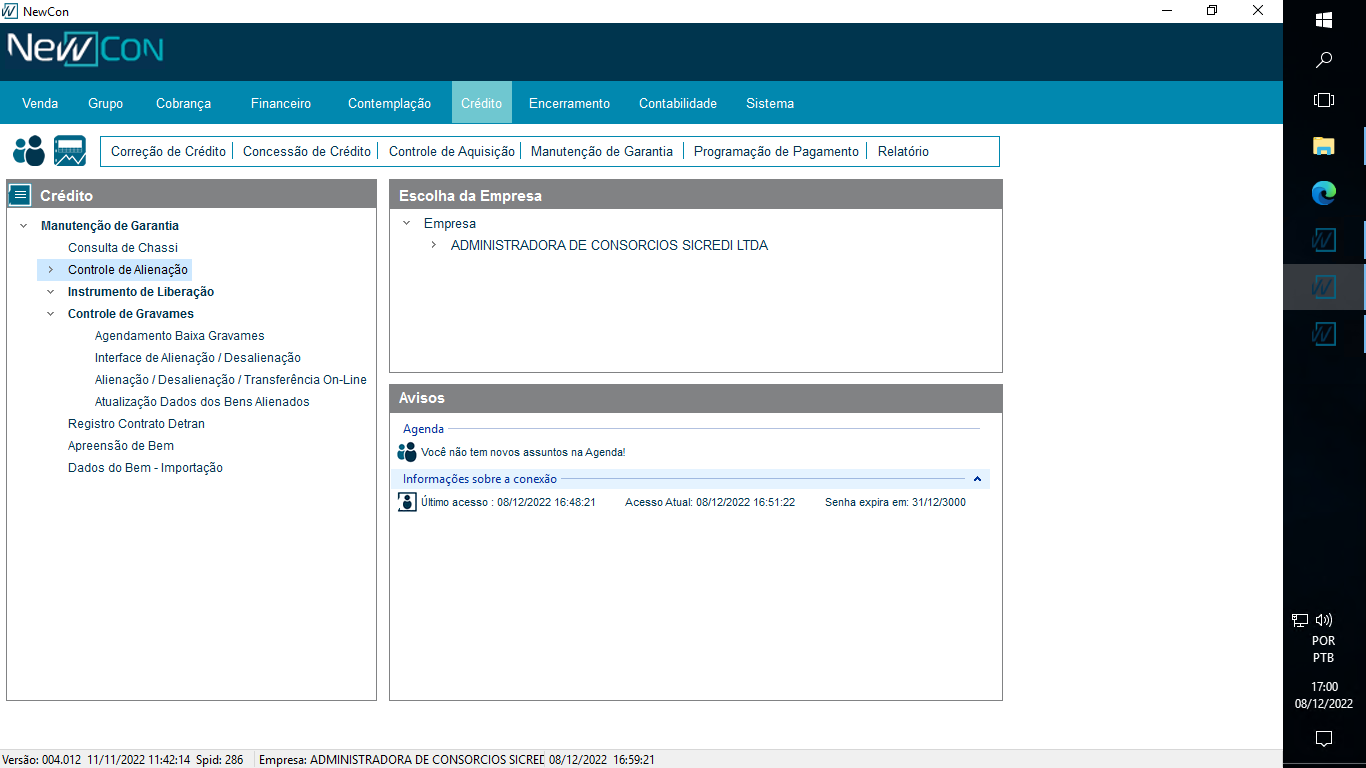 NewCon
NewCon
Venda Grupo Cobrança Financeiro Contemplação Crédito Encerramento Contabilidade Sistema
Correção de Crédito Concessão de Crédito Controle de Aquisição Manutenção de Garantia Programação de Pagamento Relatório
Crédito
Manutenção de Garantia
Consulta de Chassi
Controle de Alienação
Instrumento de Liberação
Controle de Gravames
Agendamento Baixa Gravames
Interface de Alienação / Desalienação
Alienação / Desalienação / Transferência On-Line
Atualização Dados dos Bens Alienados
Registro Contrato Detran
Apreensão de Bem
Dados do Bem - Importação
Escolha da Empresa
Empresa
ADMINISTRADORA DE CONSORCIOS SICREDI LTDA
Avisos
Agenda
Você não tem novos assuntos na Agenda!
Informações sobre a conexão
Último acesso : 08/12/2022 16:48:21 Acesso Atual: 08/12/2022 16:51:22 Senha expira em: 31/12/3000
Versão: 004.012 11/11/2022 11:42:14 Spid: 286 Empresa: ADMINISTRADORA DE CONSORCIOS SICRED 08/12/2022 16:59:21
POR
PTB
17:00
08/12/2022